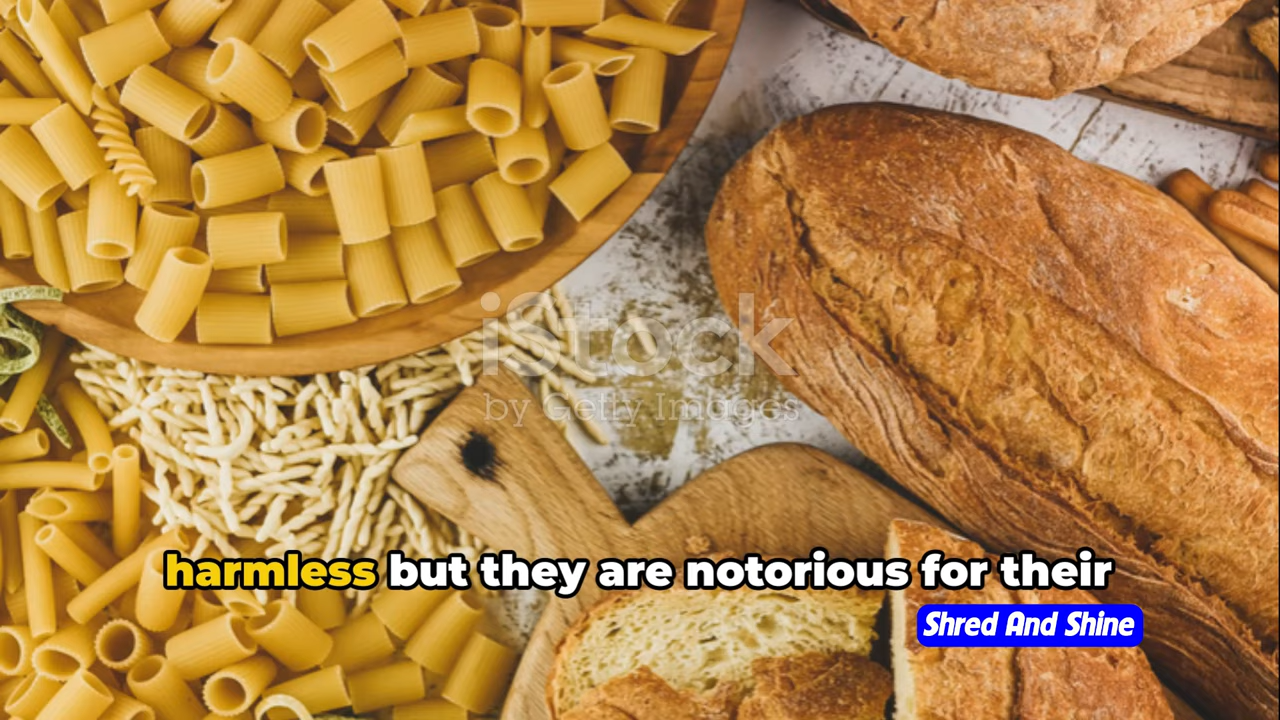 iStock
by Getty Images
harmless but they are notorious for their
Shred And Shine